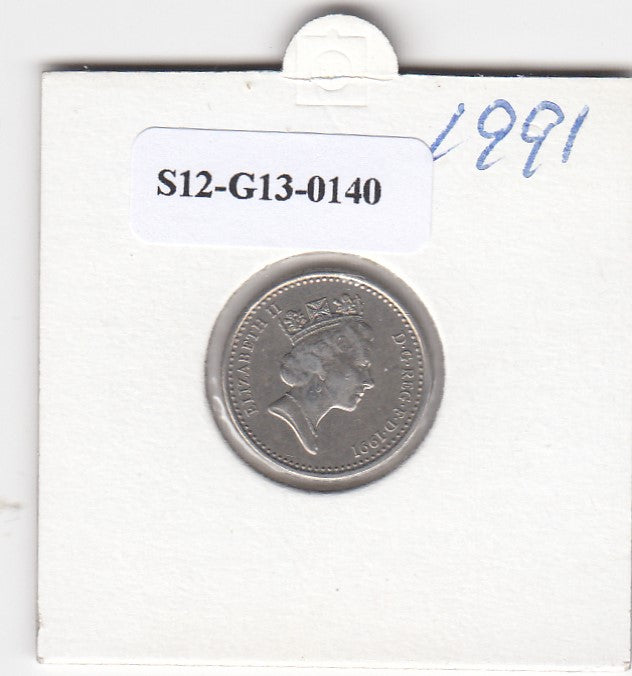 1991
S12-G13-0140
ELIZABETH II D·G·REG·F·D·1991